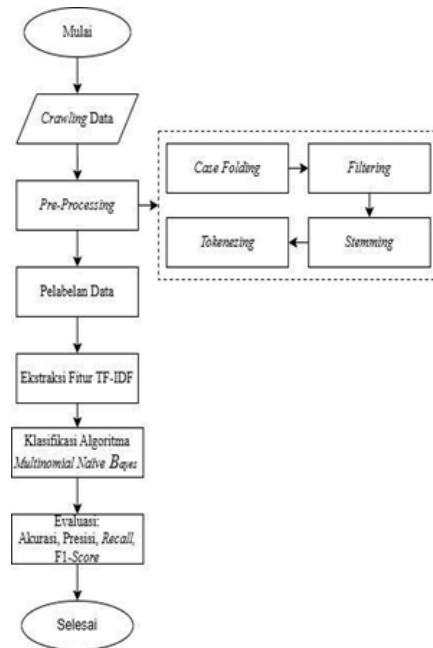 Mulai
Crawling Data
Pre-Processing
Case Folding
Filtering
Tokenezing
Stemming
Pelabelan Data
Ekstraksi Fitur TF-IDF
Klasifikasi Algoritma
Multinomial Naïve Bayes
Evaluasi:
Akurasi, Presisi, Recall,
F1-Score
Selesai